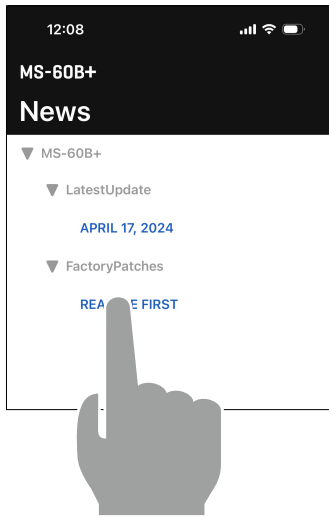 12:08
MS-60B+
News
MS-60B+
LatestUpdate
APRIL 17, 2024
FactoryPatches
FIRST